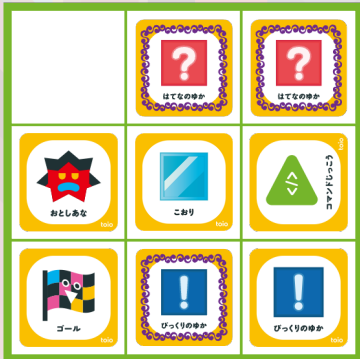 ?
はてなのゆか
?
はてなのゆか
おとしあな
toio
こおり
toio
</>
コマンドじっこう
toio
ゴール
toio
!
びっくりのゆか
!
びっくりのゆか
toio